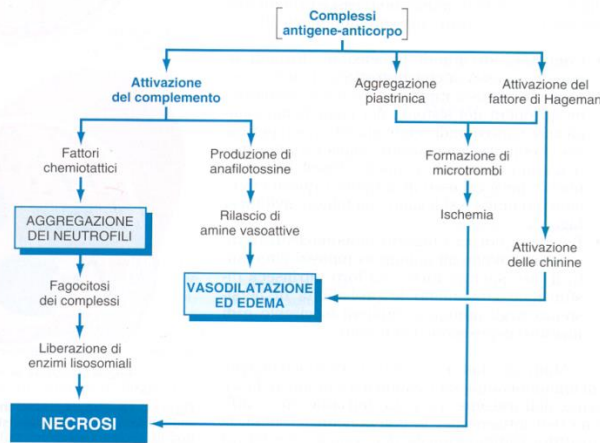 Complessi
antigene-anticorpo
Attivazione
del complemento
Aggregazione
piastrinica
Attivazione del
fattore di Hageman
Fattori
chemiotattici
Produzione di
anafilotossine
Formazione di
microtrombi
AGGREGAZIONE
DEI NEUTROFILI
Rilascio di
amine vasoattive
Ischemia
Attivazione
delle chinine
Fagocitosi
dei complessi
VASODILATAZIONE
ED EDEMA
Liberazione di
enzimi lisosomiali
NECROSI